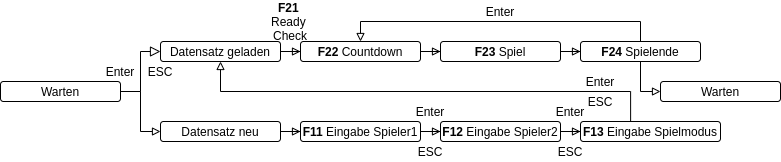 F21
Ready
Check
Enter
Datensatz geladen
F22 Countdown
F23 Spiel
F24 Spielende
Enter
ESC
Enter
Warten
Warten
ESC
Enter
Enter
Datensatz neu
F11 Eingabe Spieler1
F12 Eingabe Spieler2
F13 Eingabe Spielmodus
ESC
ESC